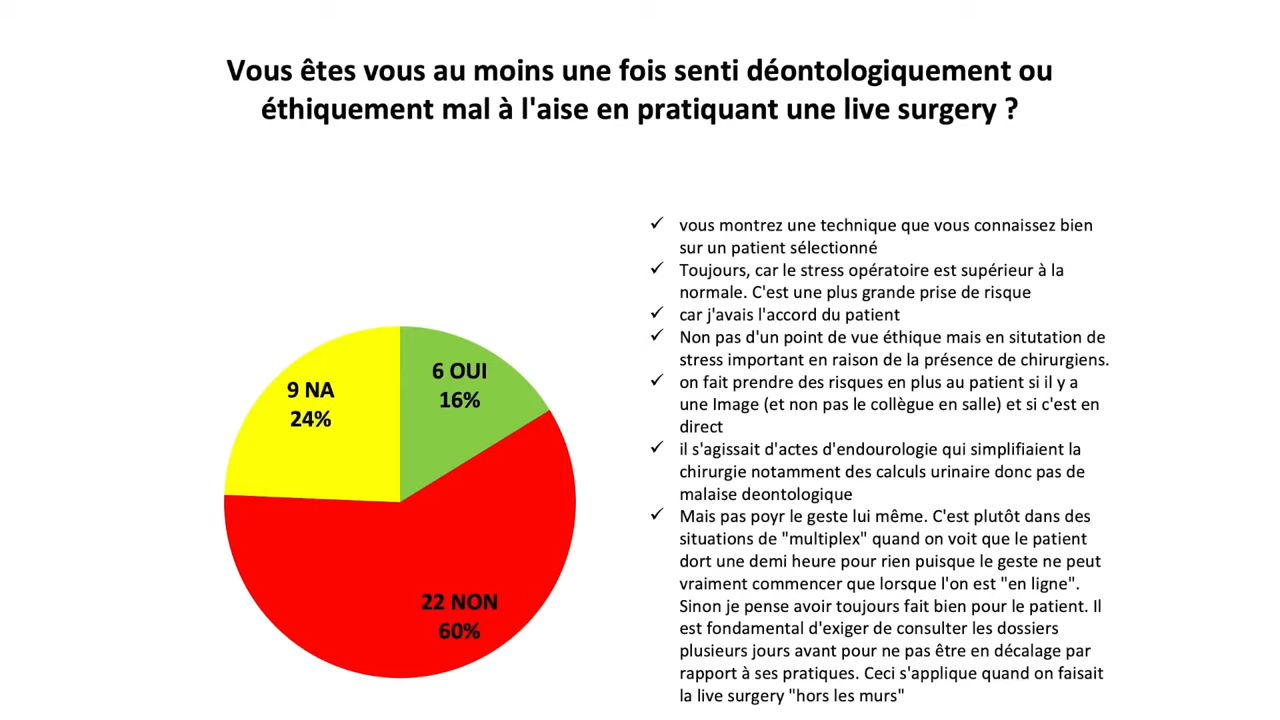 Vous êtes vous au moins une fois senti déontologiquement ou
éthiquement mal à l'aise en pratiquant une live surgery ?
6 OUI
16%
9 NA
24%
22 NON
60%
✓ vous montrez une technique que vous connaissez bien
sur un patient sélectionné
✓ Toujours, car le stress opératoire est supérieur à la
normale. C'est une plus grande prise de risque
✓ car j'avais l'accord du patient
✓ Non pas d'un point de vue éthique mais en situtation de
stress important en raison de la présence de chirurgiens.
✓ on fait prendre des risques en plus au patient si il y a
une Image (et non pas le collègue en salle) et si c'est en
direct
✓ il s'agissait d'actes d'endourologie qui simplifiaient la
chirurgie notamment des calculs urinaire donc pas de
malaise deontologique
✓ Mais pas poyr le geste lui même. C'est plutôt dans des
situations de "multiplex" quand on voit que le patient
dort une demi heure pour rien puisque le geste ne peut
vraiment commencer que lorsque l'on est "en ligne".
Sinon je pense avoir toujours fait bien pour le patient. Il
est fondamental d'exiger de consulter les dossiers
plusieurs jours avant pour ne pas être en décalage par
rapport à ses pratiques. Ceci s'applique quand on faisait
la live surgery "hors les murs"